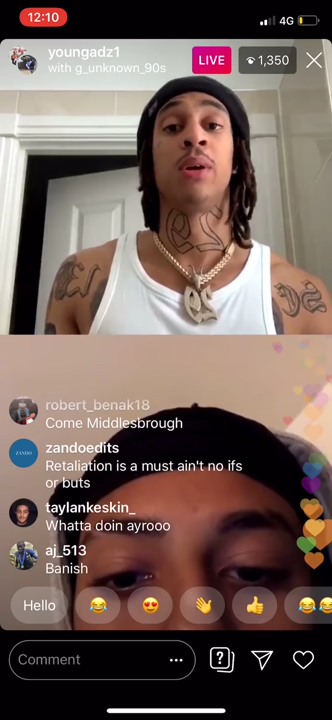 12:10
4G
youngadz1
with g_unknown_90s
LIVE
1,350
robert_benak18
Come Middlesbrough
zandoedits
ZANDO
Retaliation is a must ain't no ifs
or buts
taylankeskin_
Whatta doin ayrooo
aj_513
Banish
Hello
Comment